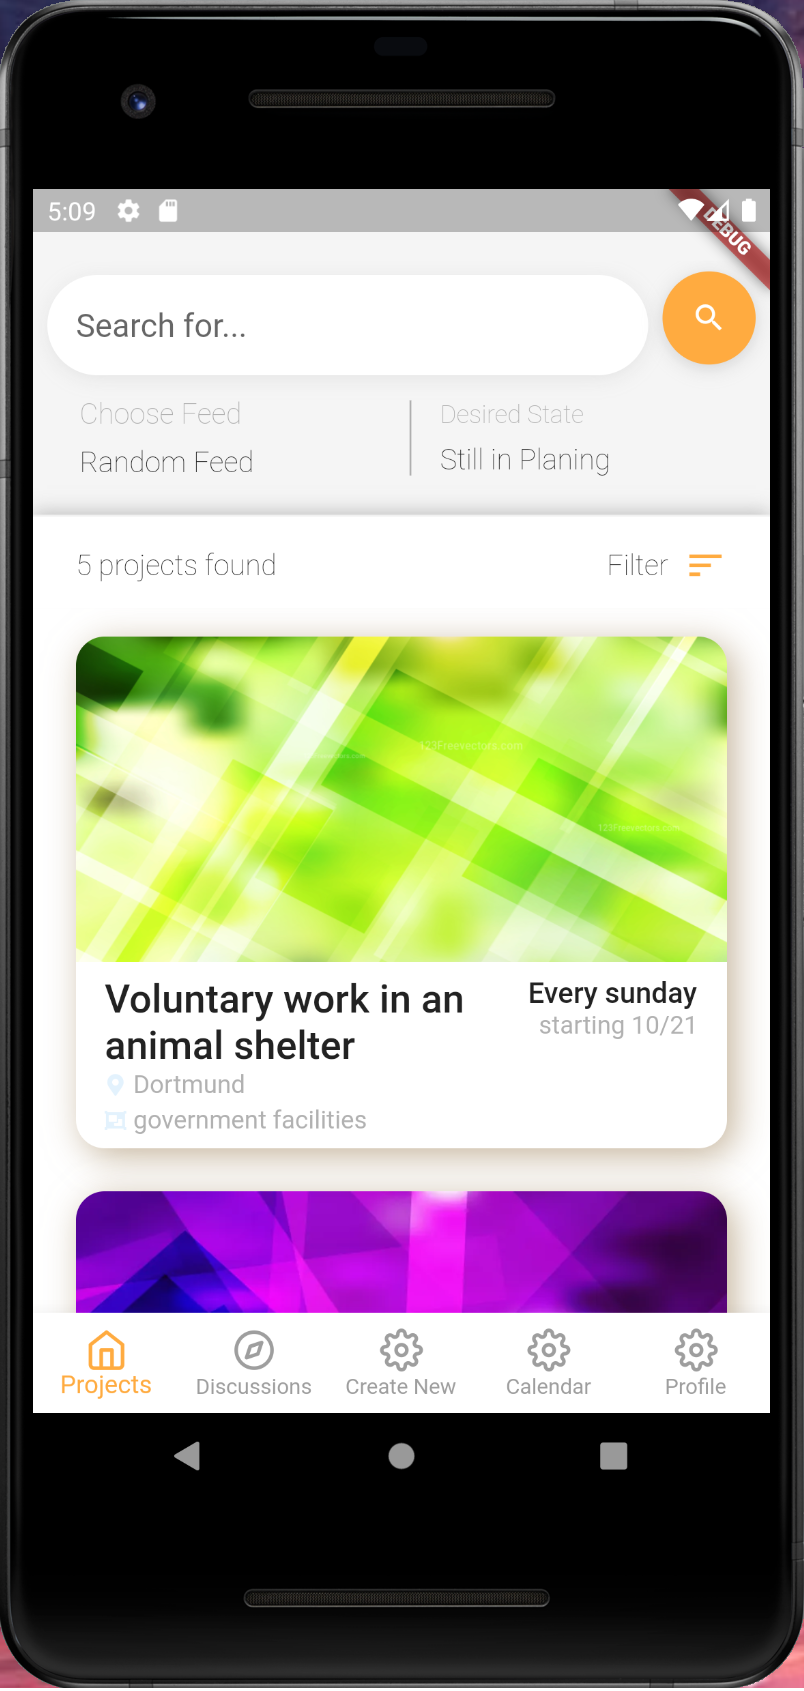 5:09
DEBUG
Search for...
Choose Feed
Desired State
Random Feed
Still in Planing
5 projects found
Filter
123Freevectors.com
123Freevectors.com
Voluntary work in an
animal shelter
Every sunday
starting 10/21
Dortmund
government facilities
Projects
Discussions
Create New
Calendar
Profile